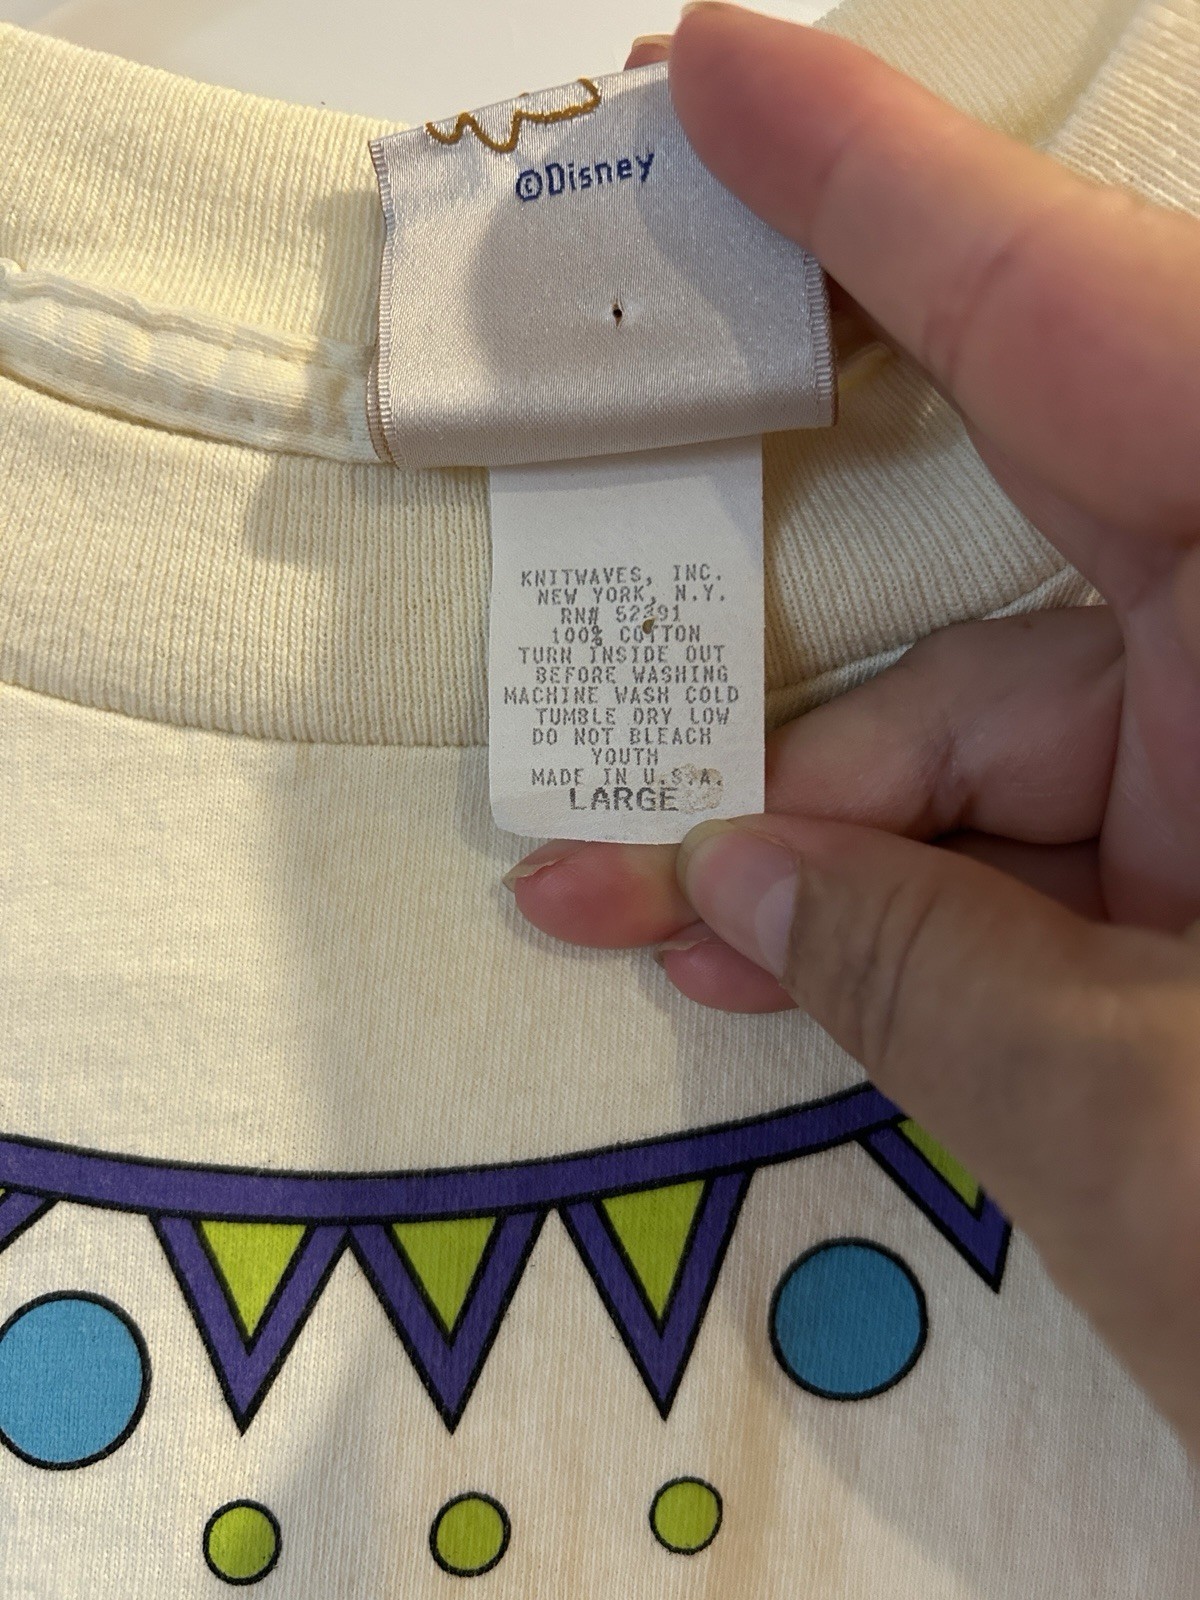 ©Disney
KNITWAVES, INC.
NEW YORK, N.Y.
RN# 52391
100% COTTON
TURN INSIDE OUT
BEFORE WASHING
MACHINE WASH COLD
TUMBLE DRY LOW
DO NOT BLEACH
YOUTH
MADE IN U.S.A.
LARGE